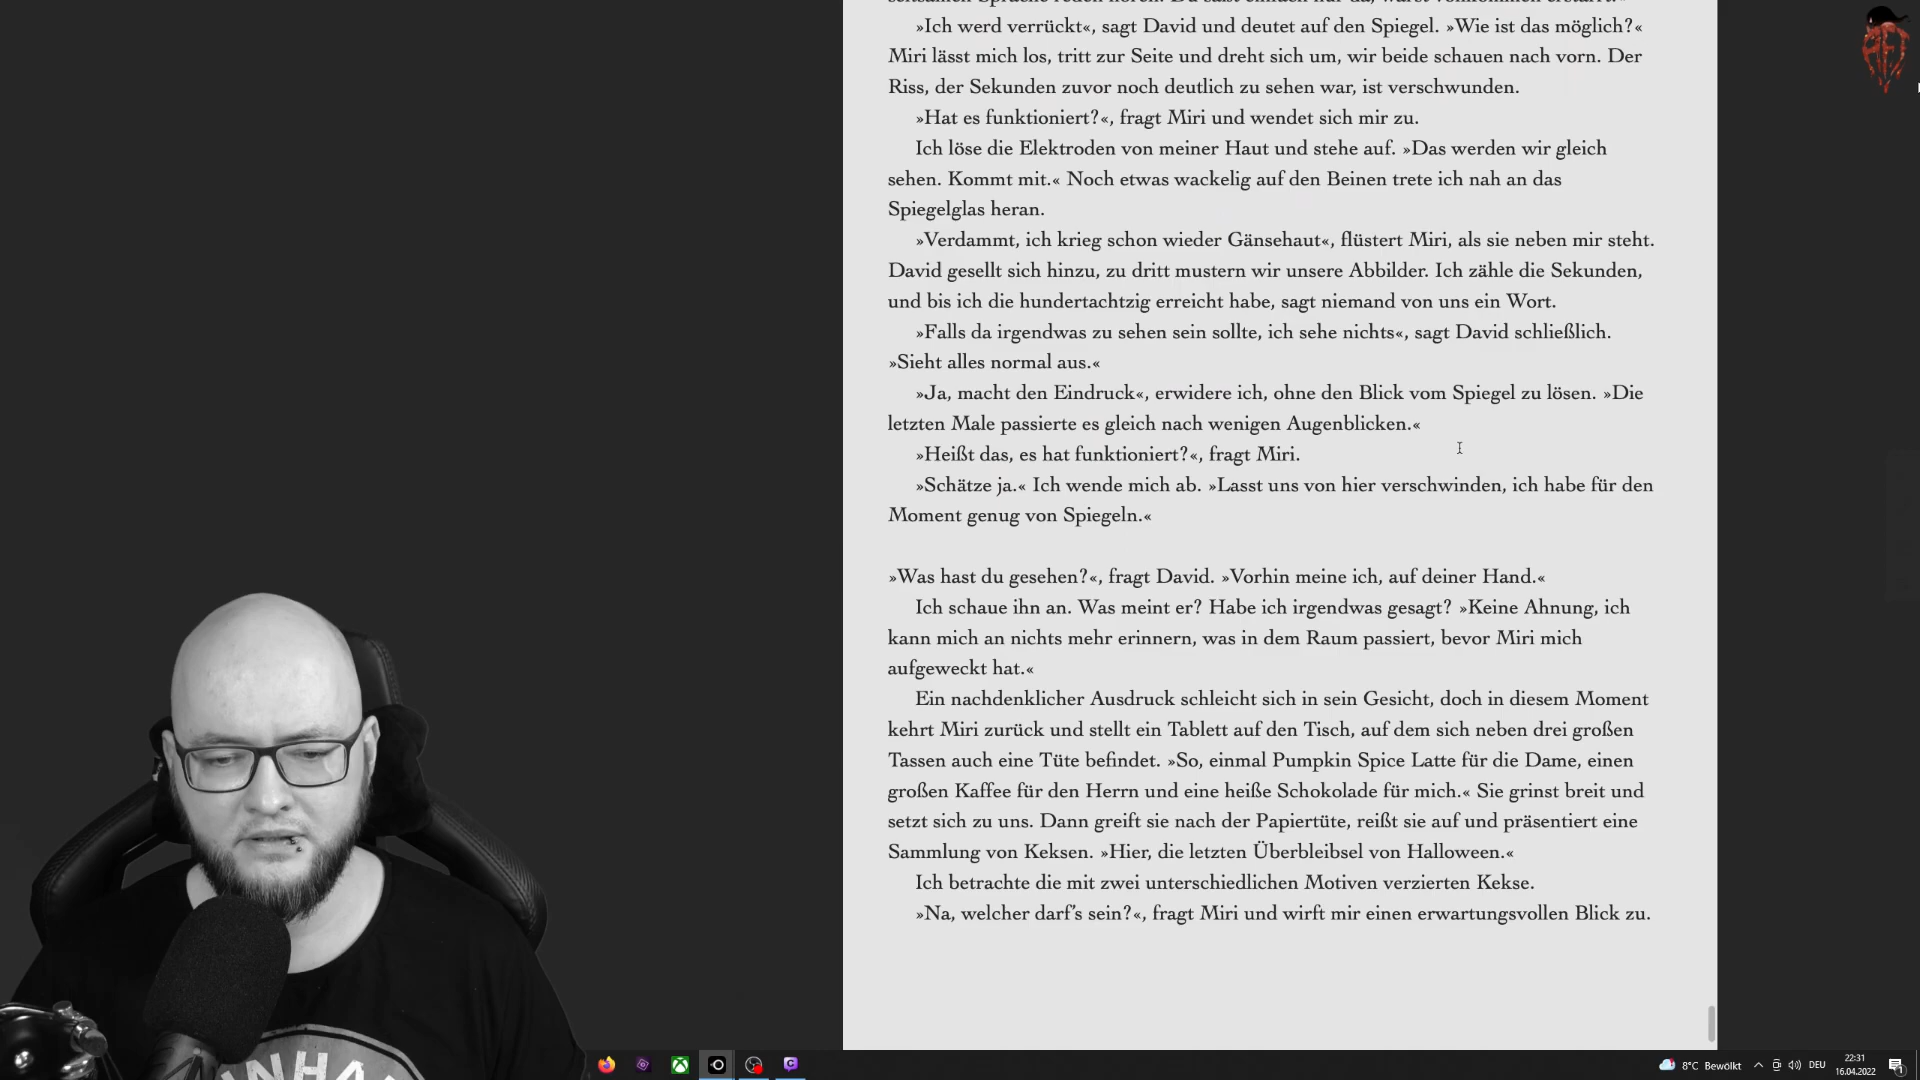 »Ich werd verrückt«, sagt David und deutet auf den Spiegel. »Wie ist das möglich?«
Miri lässt mich los, tritt zur Seite und dreht sich um, wir beide schauen nach vorn. Der
Riss, der Sekunden zuvor noch deutlich zu sehen war, ist verschwunden.
»Hat es funktioniert?«, fragt Miri und wendet sich mir zu.
Ich löse die Elektroden von meiner Haut und stehe auf. »Das werden wir gleich
sehen. Kommt mit.« Noch etwas wackelig auf den Beinen trete ich nah an das
Spiegelglas heran.
»Verdammt, ich krieg schon wieder Gänsehaut«, flüstert Miri, als sie neben mir steht.
David gesellt sich hinzu, zu dritt mustern wir unsere Abbilder. Ich zähle die Sekunden,
und bis ich die hundertachtzig erreicht habe, sagt niemand von uns ein Wort.
»Falls da irgendwas zu sehen sein sollte, ich sehe nichts«, sagt David schließlich.
»Sieht alles normal aus.«
»Ja, macht den Eindruck«, erwidere ich, ohne den Blick vom Spiegel zu lösen. »Die
letzten Male passierte es gleich nach wenigen Augenblicken.«
»Heißt das, es hat funktioniert?«, fragt Miri.
»Schätze ja.« Ich wende mich ab. »Lasst uns von hier verschwinden, ich habe für den
Moment genug von Spiegeln.«
»Was hast du gesehen?«, fragt David. »Vorhin meine ich, auf deiner Hand.«
Ich schaue ihn an. Was meint er? Habe ich irgendwas gesagt? »Keine Ahnung, ich
kann mich an nichts mehr erinnern, was in dem Raum passiert, bevor Miri mich
aufgeweckt hat.«
Ein nachdenklicher Ausdruck schleicht sich in sein Gesicht, doch in diesem Moment
kehrt Miri zurück und stellt ein Tablett auf den Tisch, auf dem sich neben drei großen
Tassen auch eine Tüte befindet. »So, einmal Pumpkin Spice Latte für die Dame, einen
großen Kaffee für den Herrn und eine heiße Schokolade für mich.« Sie grinst breit und
setzt sich zu uns. Dann greift sie nach der Papiertüte, reißt sie auf und präsentiert eine
Sammlung von Keksen. »Hier, die letzten Überbleibsel von Halloween.«
Ich betrachte die mit zwei unterschiedlichen Motiven verzierten Kekse.
»Na, welcher darf's sein?«, fragt Miri und wirft mir einen erwartungsvollen Blick zu.
8°C Bewölkt
DEU
22:31
16.04.2022